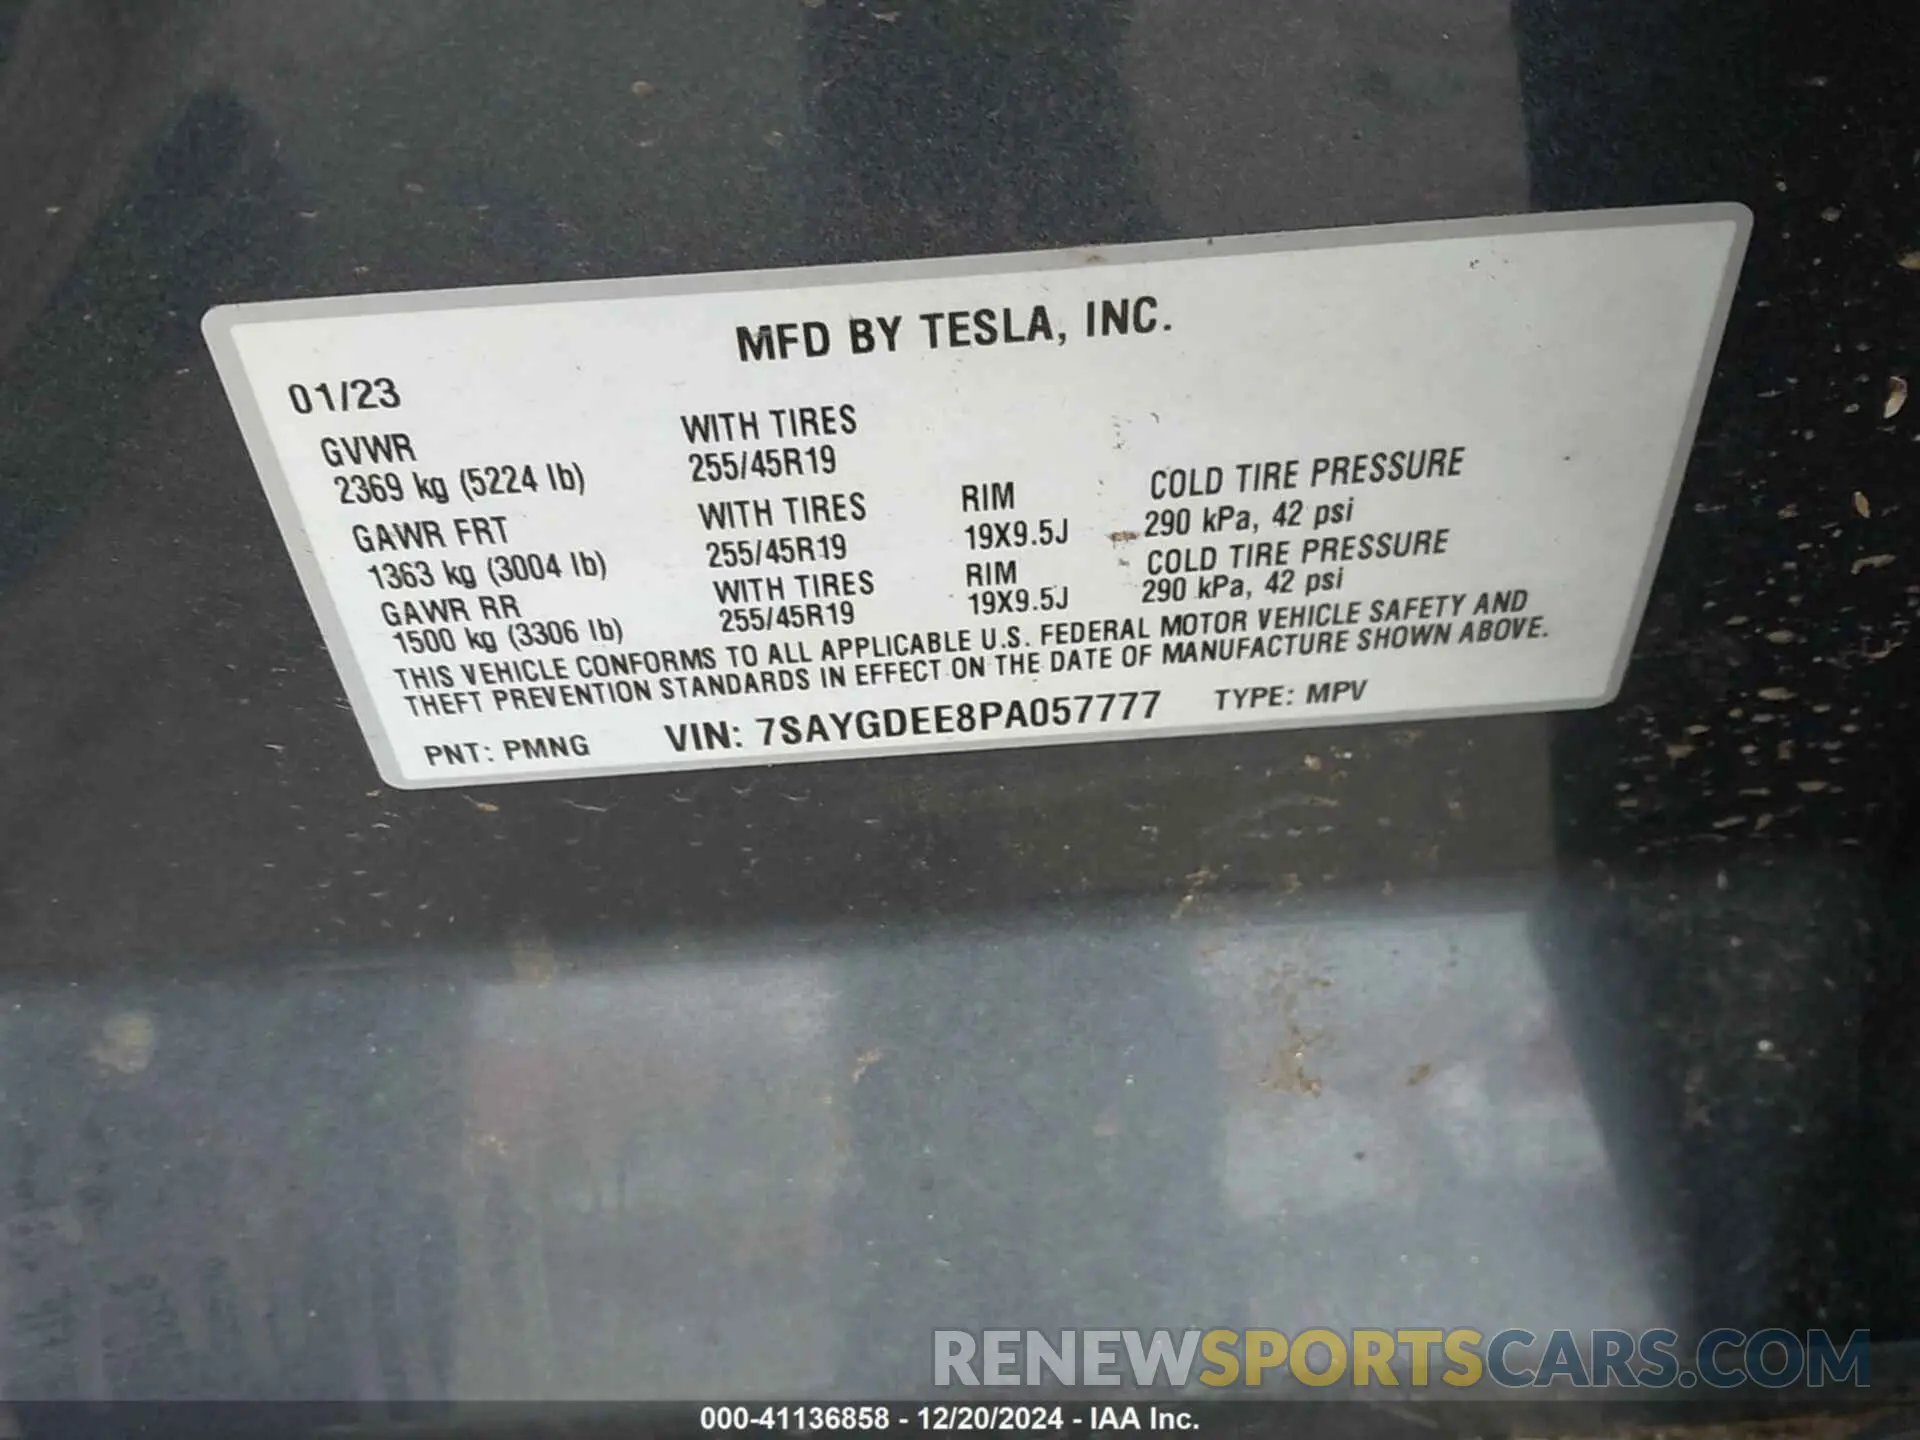 MFD BY TESLA, INC.
01/23
GVWR WITH TIRES
2369 kg (5224 lb) 255/45R19
GAWR FRT WITH TIRES RIM COLD TIRE PRESSURE
1363 kg (3004 lb) 255/45R19 19X9.5J 290 kPa, 42 psi
GAWR RR WITH TIRES RIM COLD TIRE PRESSURE
1500 kg (3306 lb) 255/45R19 19X9.5J 290 kPa, 42 psi
THIS VEHICLE CONFORMS TO ALL APPLICABLE U.S. FEDERAL MOTOR VEHICLE SAFETY AND
THEFT PREVENTION STANDARDS IN EFFECT ON THE DATE OF MANUFACTURE SHOWN ABOVE.
PNT: PMNG VIN: 7SAYGDEE8PA057777 TYPE: MPV
RENEWSPORTSCARS.COM
000-41136858 - 12/20/2024 - IAA Inc.